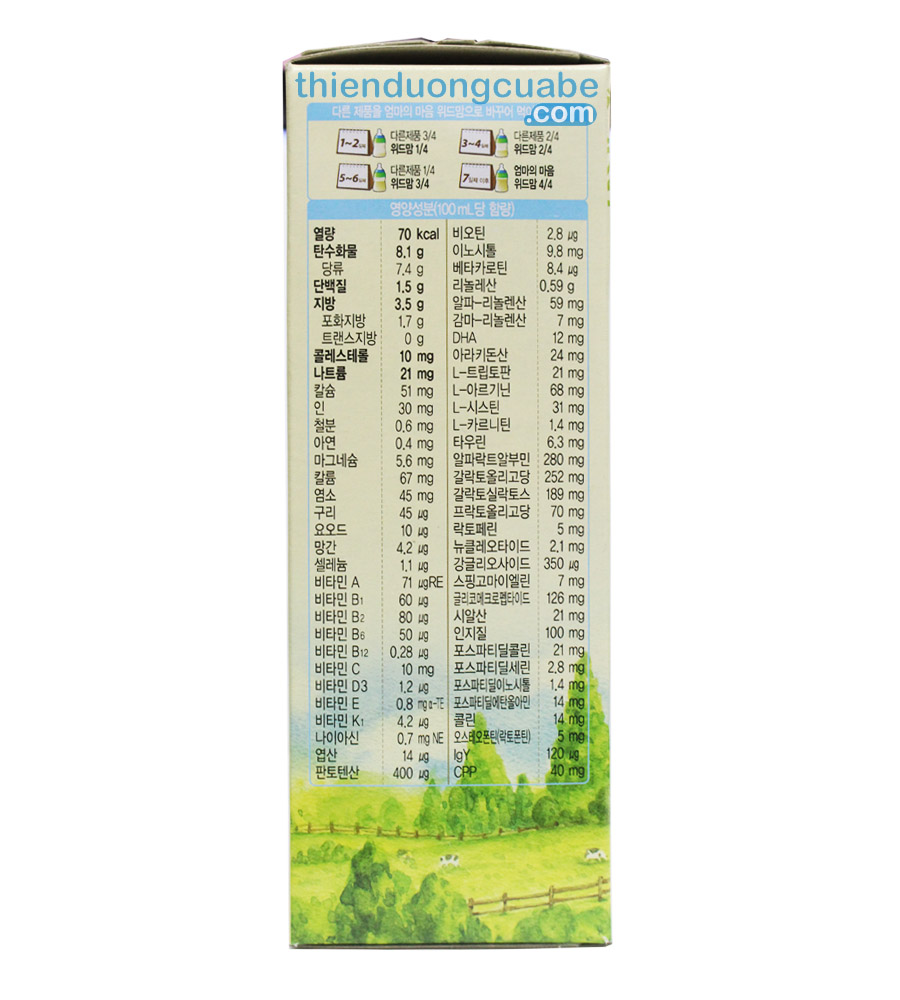 thienduongcuabe
.com
다른 제품을 엄마의 마음 위드맘으로 바꾸어
1~2일째 다른제품 3/4 위드맘 1/4
3~4일째 다른제품 2/4 위드맘 2/4
5~6일째 다른제품 1/4 위드맘 3/4
7일째 이후 엄마의 마음 위드맘 4/4
영양성분(100mL당 함량)
열량 70 kcal
탄수화물 8.1 g
당류 7.4 g
단백질 1.5 g
지방 3.5 g
포화지방 1.7 g
트랜스지방 0 g
콜레스테롤 10 mg
나트륨 21 mg
칼슘 51 mg
인 30 mg
철분 0.6 mg
아연 0.4 mg
마그네슘 5.6 mg
칼륨 67 mg
염소 45 mg
구리 45 μg
요오드 10 μg
망간 4.2 μg
셀레늄 1.1 μg
비타민 A 71 μgRE
비타민 B1 60 μg
비타민 B2 80 μg
비타민 B6 50 μg
비타민 B12 0.28 μg
비타민 C 10 mg
비타민 D3 1.2 μg
비타민 E 0.8 mg α-TE
비타민 K1 4.2 μg
나이아신 0.7 mg NE
엽산 14 μg
판토텐산 400 μg
비오틴 2.8 μg
이노시톨 9.8 mg
베타카로틴 8.4 μg
리놀레산 0.59 g
알파-리놀렌산 59 mg
감마-리놀렌산 7 mg
DHA 12 mg
아라키돈산 24 mg
L-트립토판 21 mg
L-아르기닌 68 mg
L-시스틴 31 mg
L-카르니틴 1.4 mg
타우린 6.3 mg
알파락트알부민 280 mg
갈락토올리고당 252 mg
갈락토실락토스 189 mg
프락토올리고당 70 mg
락토페린 5 mg
뉴클레오타이드 2.1 mg
강글리오사이드 350 μg
스핑고마이엘린 7 mg
글리코메크로펩타이드 126 mg
시알산 21 mg
인지질 100 mg
포스파티딜콜린 21 mg
포스파티딜세린 2.8 mg
포스파티딜이노시톨 1.4 mg
포스파티딜에탄올아민 14 mg
콜린 14 mg
오스테오폰틴(락토폰틴) 5 mg
IgY 120 μg
CPP 40 mg